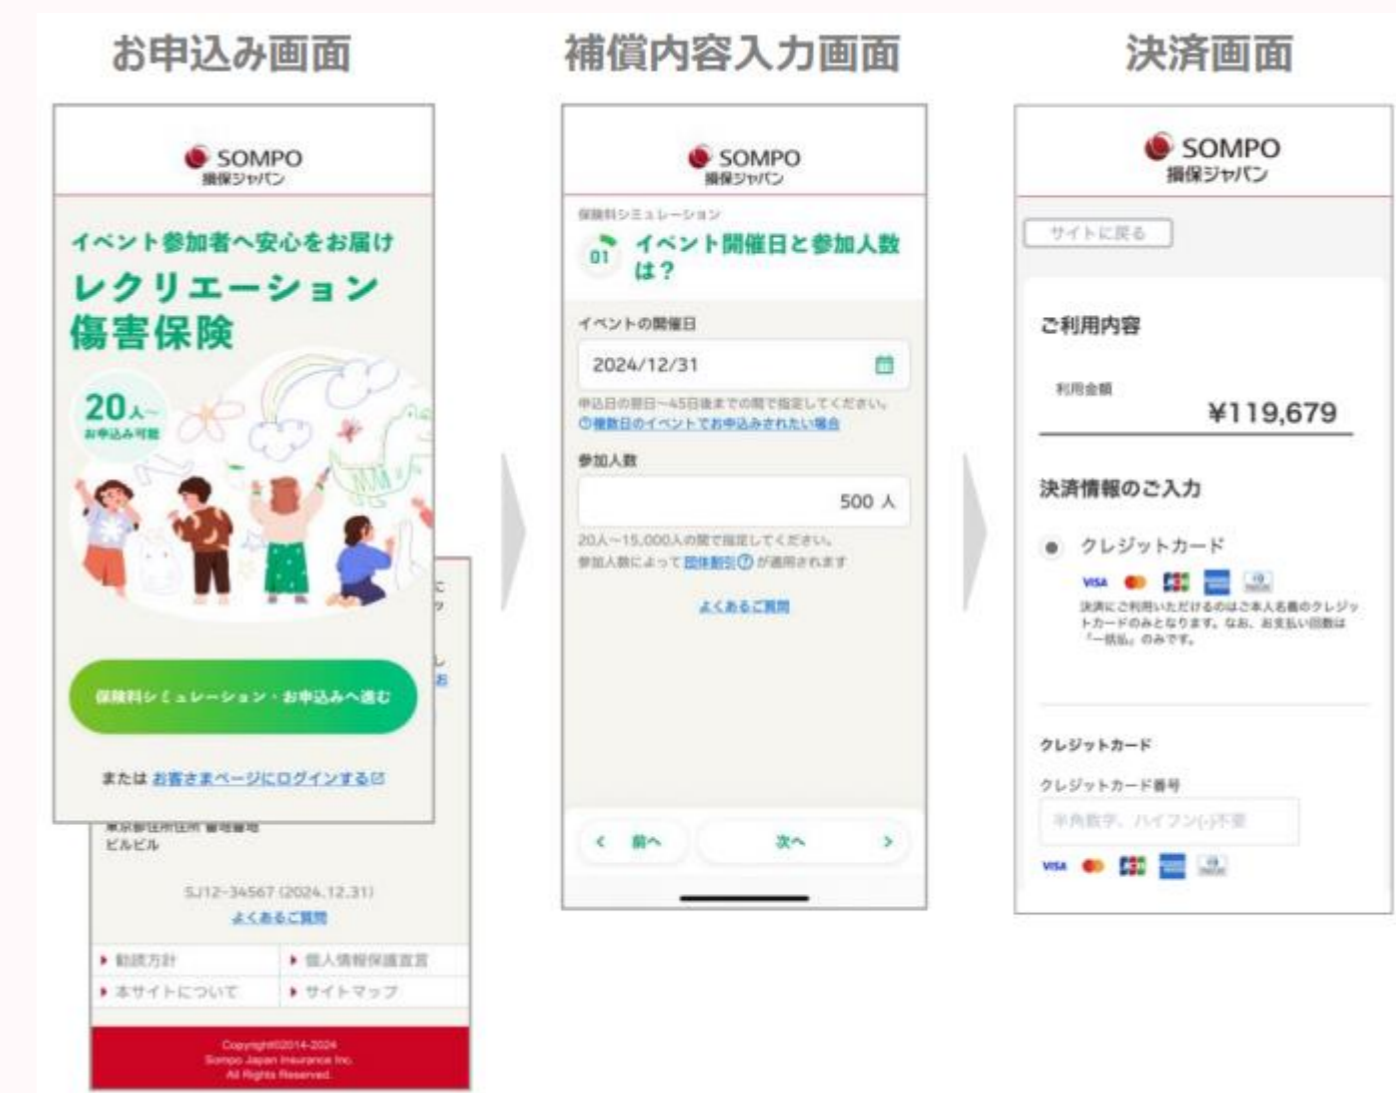 お申込み画面
SOMPO
損保ジャパン
イベント参加者へ安心をお届け
レクリエーション
傷害保険
20人~
お申込み可能
保険料シミュレーション・お申込みへ進む
または お客さまページにログインする
ビルビル
SJ12-34567 (2024.12.31)
よくあるご質問
勧誘方針
個人情報保護宣言
本サイトについて
サイトマップ
Copyright©2014-2024
Sompo Japan Insurance Inc.
All Rights Reserved.
補償内容入力画面
SOMPO
損保ジャパン
保険料シミュレーション
01
イベント開催日と参加人数
は？
イベントの開催日
2024/12/31
申込日の翌日~45日後までの間で指定してください。
複数日のイベントでお申込みされたい場合
参加人数
500 人
20人~15,000人の間で指定してください。
参加人数によって 団体割引? が適用されます
よくあるご質問
< 前へ
次へ >
決済画面
SOMPO
損保ジャパン
サイトに戻る
ご利用内容
利用金額
¥119,679
決済情報のご入力
クレジットカード
VISA
JCB
決済にご利用いただけるのはご本人名義のクレジッ
トカードのみとなります。なお、お支払い回数は
「一括払」のみです。
クレジットカード
クレジットカード番号
半角数字、ハイフン(-)不要
VISA
JCB